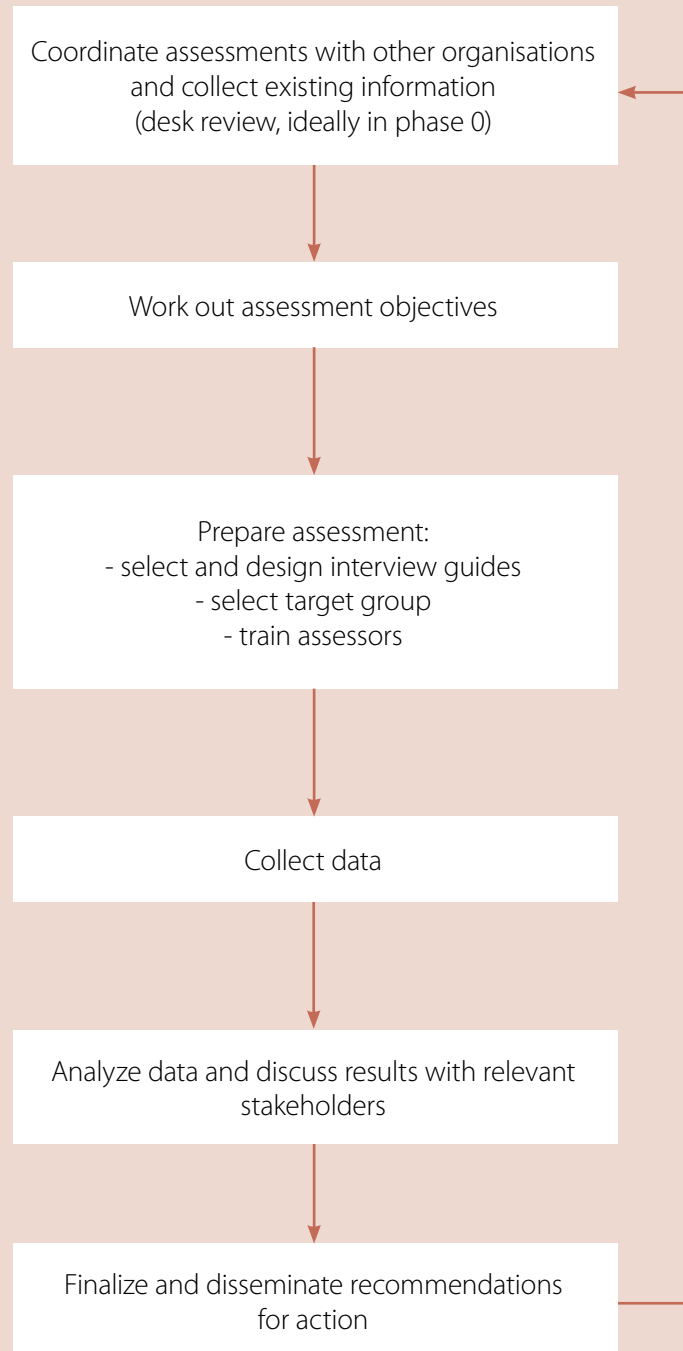 Coordinate assessments with other organisations
and collect existing information
(desk review, ideally in phase 0)
Work out assessment objectives
Prepare assessment:
- select and design interview guides
- select target group
- train assessors
Collect data
Analyze data and discuss results with relevant
stakeholders
Finalize and disseminate recommendations
for action